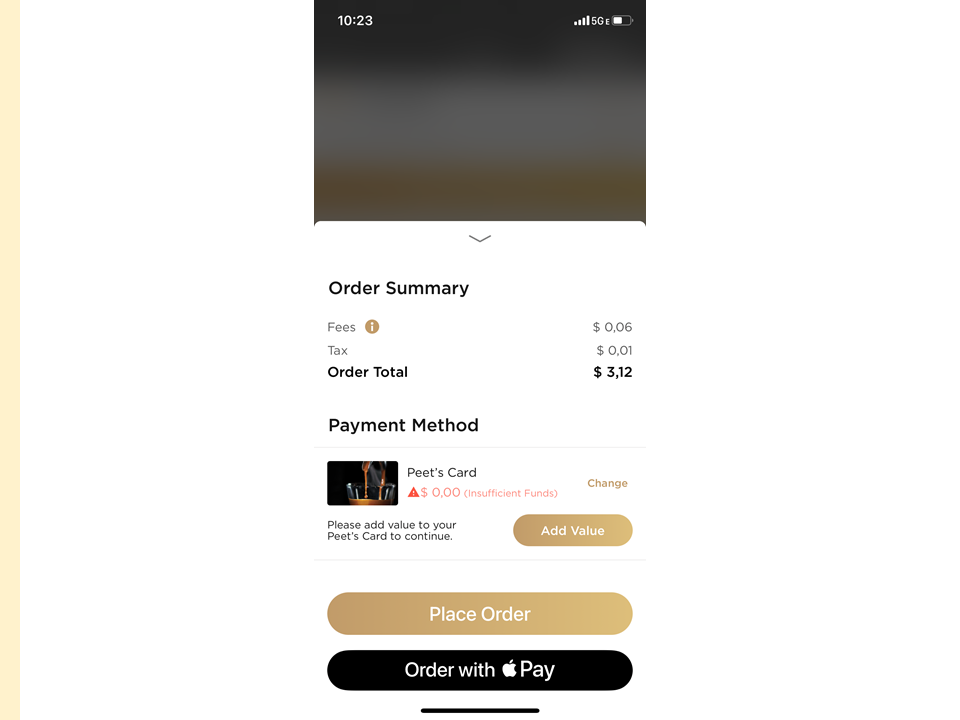 10:23 5GE
Order Summary
Fees $ 0,06
Tax $ 0,01
Order Total $ 3,12
Payment Method
Peet's Card
$ 0,00 (Insufficient Funds)
Change
Please add value to your
Peet's Card to continue.
Add Value
Place Order
Order with Pay